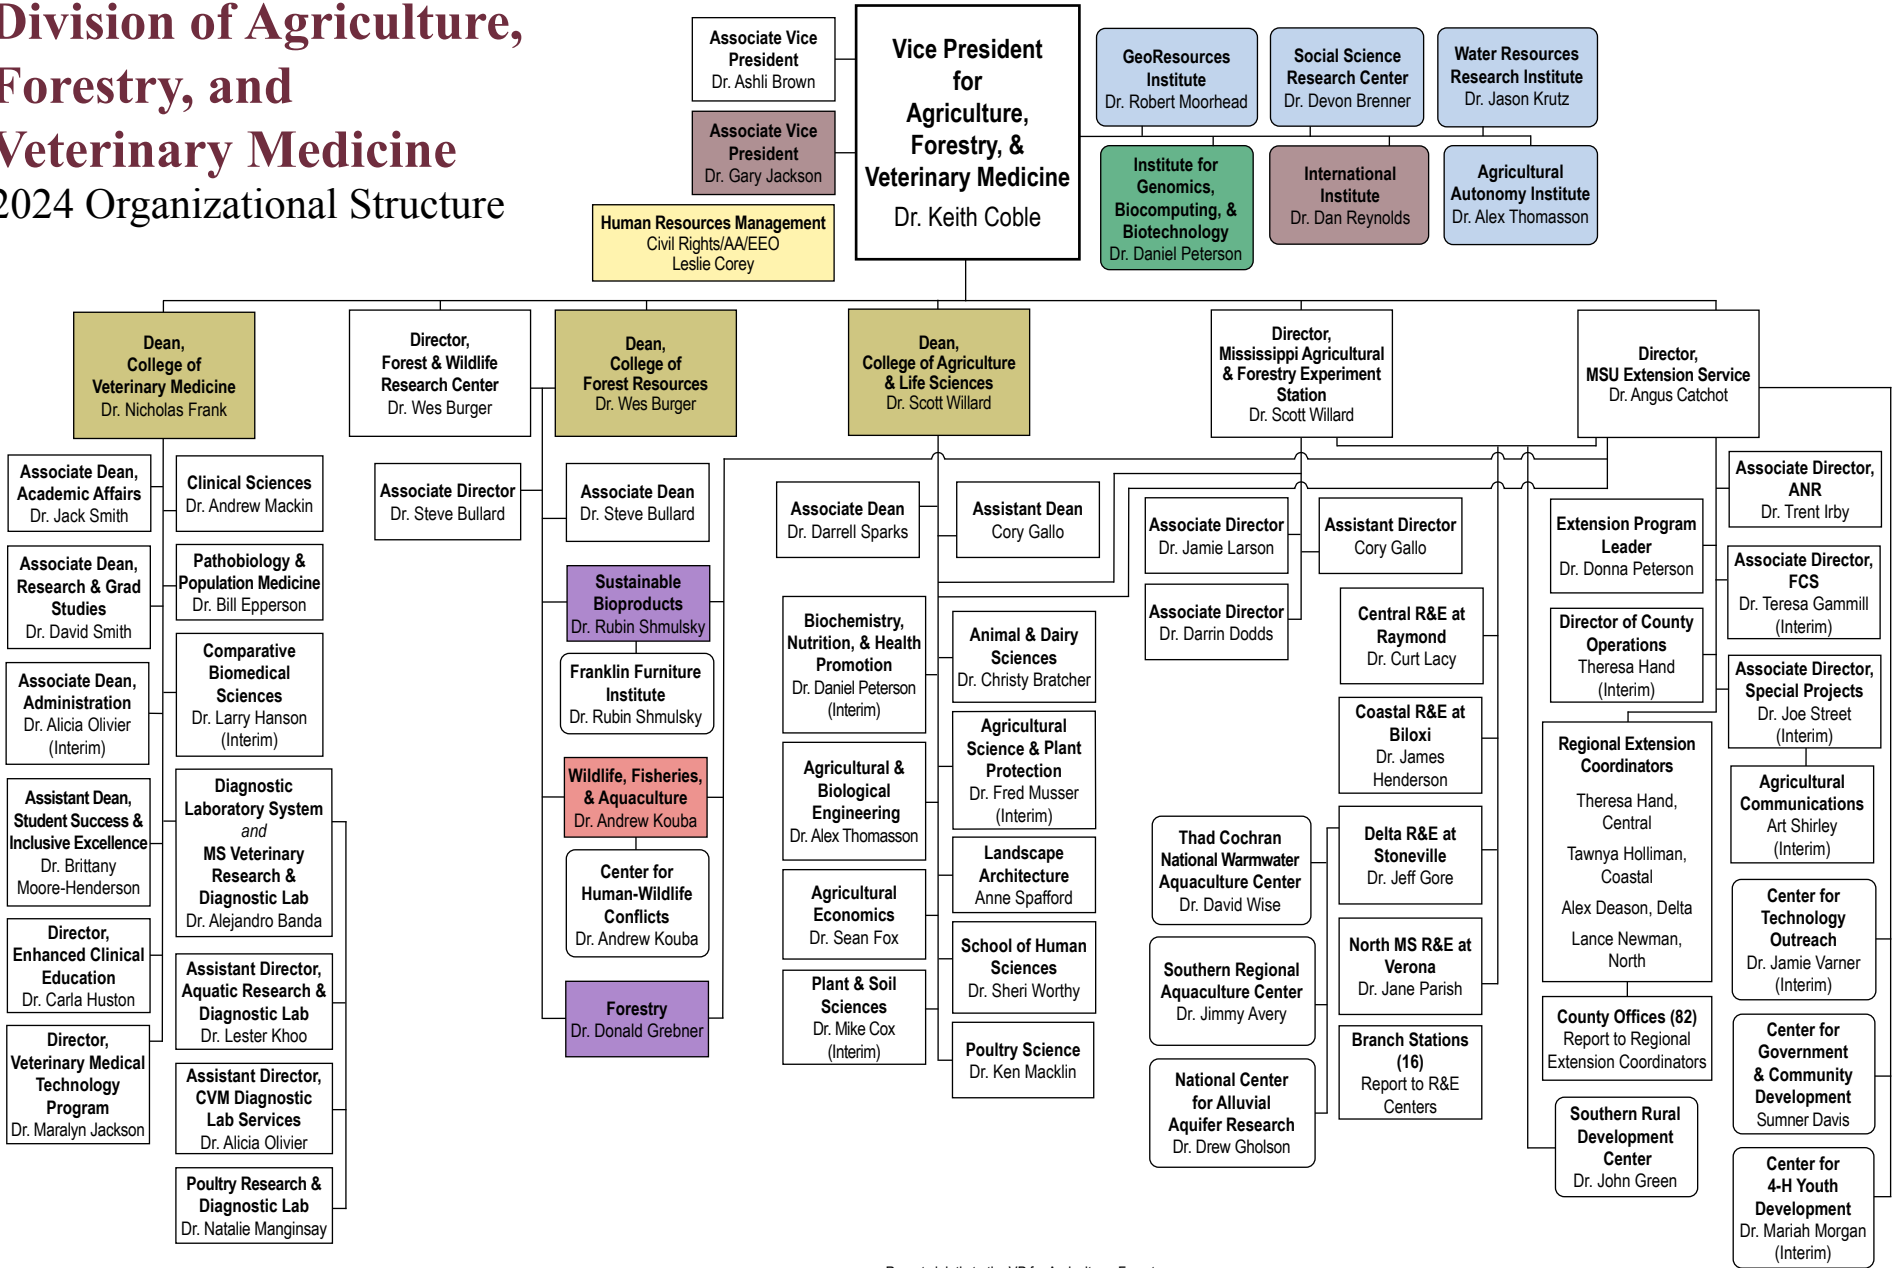 Division of Agriculture,
Forestry, and
Veterinary Medicine
2024 Organizational Structure
Associate Vice
President
Dr. Ashli Brown
Associate Vice
President
Dr. Gary Jackson
Human Resources Management
Civil Rights/AA/EEO
Leslie Corey
Vice President
for
Agriculture,
Forestry, &
Veterinary Medicine
Dr. Keith Coble
GeoResources
Institute
Dr. Robert Moorhead
Social Science
Research Center
Dr. Devon Brenner
Water Resources
Research Institute
Dr. Jason Krutz
Institute for
Genomics,
Biocomputing, &
Biotechnology
Dr. Daniel Peterson
International
Institute
Dr. Dan Reynolds
Agricultural
Autonomy Institute
Dr. Alex Thomasson
Dean,
College of
Veterinary Medicine
Dr. Nicholas Frank
Director,
Forest & Wildlife
Research Center
Dr. Wes Burger
Dean,
College of
Forest Resources
Dr. Wes Burger
Dean,
College of Agriculture
& Life Sciences
Dr. Scott Willard
Director,
Mississippi Agricultural
& Forestry Experiment
Station
Dr. Scott Willard
Director,
MSU Extension Service
Dr. Angus Catchot
Associate Dean,
Academic Affairs
Dr. Jack Smith
Associate Dean,
Research & Grad
Studies
Dr. David Smith
Associate Dean,
Administration
Dr. Alicia Olivier
(Interim)
Assistant Dean,
Student Success &
Inclusive Excellence
Dr. Brittany
Moore-Henderson
Director,
Enhanced Clinical
Education
Dr. Carla Huston
Director,
Veterinary Medical
Technology
Program
Dr. Maralyn Jackson
Clinical Sciences
Dr. Andrew Mackin
Pathobiology &
Population Medicine
Dr. Bill Epperson
Comparative
Biomedical
Sciences
Dr. Larry Hanson
(Interim)
Diagnostic
Laboratory System
and
MS Veterinary
Research &
Diagnostic Lab
Dr. Alejandro Banda
Assistant Director,
Aquatic Research &
Diagnostic Lab
Dr. Lester Khoo
Assistant Director,
CVM Diagnostic
Lab Services
Dr. Alicia Olivier
Poultry Research &
Diagnostic Lab
Dr. Natalie Manginsay
Associate Director
Dr. Steve Bullard
Associate Dean
Dr. Steve Bullard
Sustainable
Bioproducts
Dr. Rubin Shmulsky
Franklin Furniture
Institute
Dr. Rubin Shmulsky
Wildlife, Fisheries,
& Aquaculture
Dr. Andrew Kouba
Center for
Human-Wildlife
Conflicts
Dr. Andrew Kouba
Forestry
Dr. Donald Grebner
Associate Dean
Dr. Darrell Sparks
Assistant Dean
Cory Gallo
Biochemistry,
Nutrition, & Health
Promotion
Dr. Daniel Peterson
(Interim)
Agricultural &
Biological
Engineering
Dr. Alex Thomasson
Agricultural
Economics
Dr. Sean Fox
Plant & Soil
Sciences
Dr. Mike Cox
(Interim)
Animal & Dairy
Sciences
Dr. Christy Bratcher
Agricultural
Science & Plant
Protection
Dr. Fred Musser
(Interim)
Landscape
Architecture
Anne Spafford
School of Human
Sciences
Dr. Sheri Worthy
Poultry Science
Dr. Ken Macklin
Associate Director
Dr. Jamie Larson
Assistant Director
Cory Gallo
Associate Director
Dr. Darrin Dodds
Central R&E at
Raymond
Dr. Curt Lacy
Coastal R&E at
Biloxi
Dr. James
Henderson
Delta R&E at
Stoneville
Dr. Jeff Gore
North MS R&E at
Verona
Dr. Jane Parish
Branch Stations
(16)
Report to R&E
Centers
Thad Cochran
National Warmwater
Aquaculture Center
Dr. David Wise
Southern Regional
Aquaculture Center
Dr. Jimmy Avery
National Center
for Alluvial
Aquifer Research
Dr. Drew Gholson
Extension Program
Leader
Dr. Donna Peterson
Director of County
Operations
Theresa Hand
(Interim)
Regional Extension
Coordinators
Theresa Hand,
Central
Tawnya Holliman,
Coastal
Alex Deason, Delta
Lance Newman,
North
County Offices (82)
Report to Regional
Extension Coordinators
Southern Rural
Development
Center
Dr. John Green
Associate Director,
ANR
Dr. Trent Irby
Associate Director,
FCS
Dr. Teresa Gammill
(Interim)
Associate Director,
Special Projects
Dr. Joe Street
(Interim)
Agricultural
Communications
Art Shirley
(Interim)
Center for
Technology
Outreach
Dr. Jamie Varner
(Interim)
Center for
Government
& Community
Development
Sumner Davis
Center for
4-H Youth
Development
Dr. Mariah Morgan
(Interim)